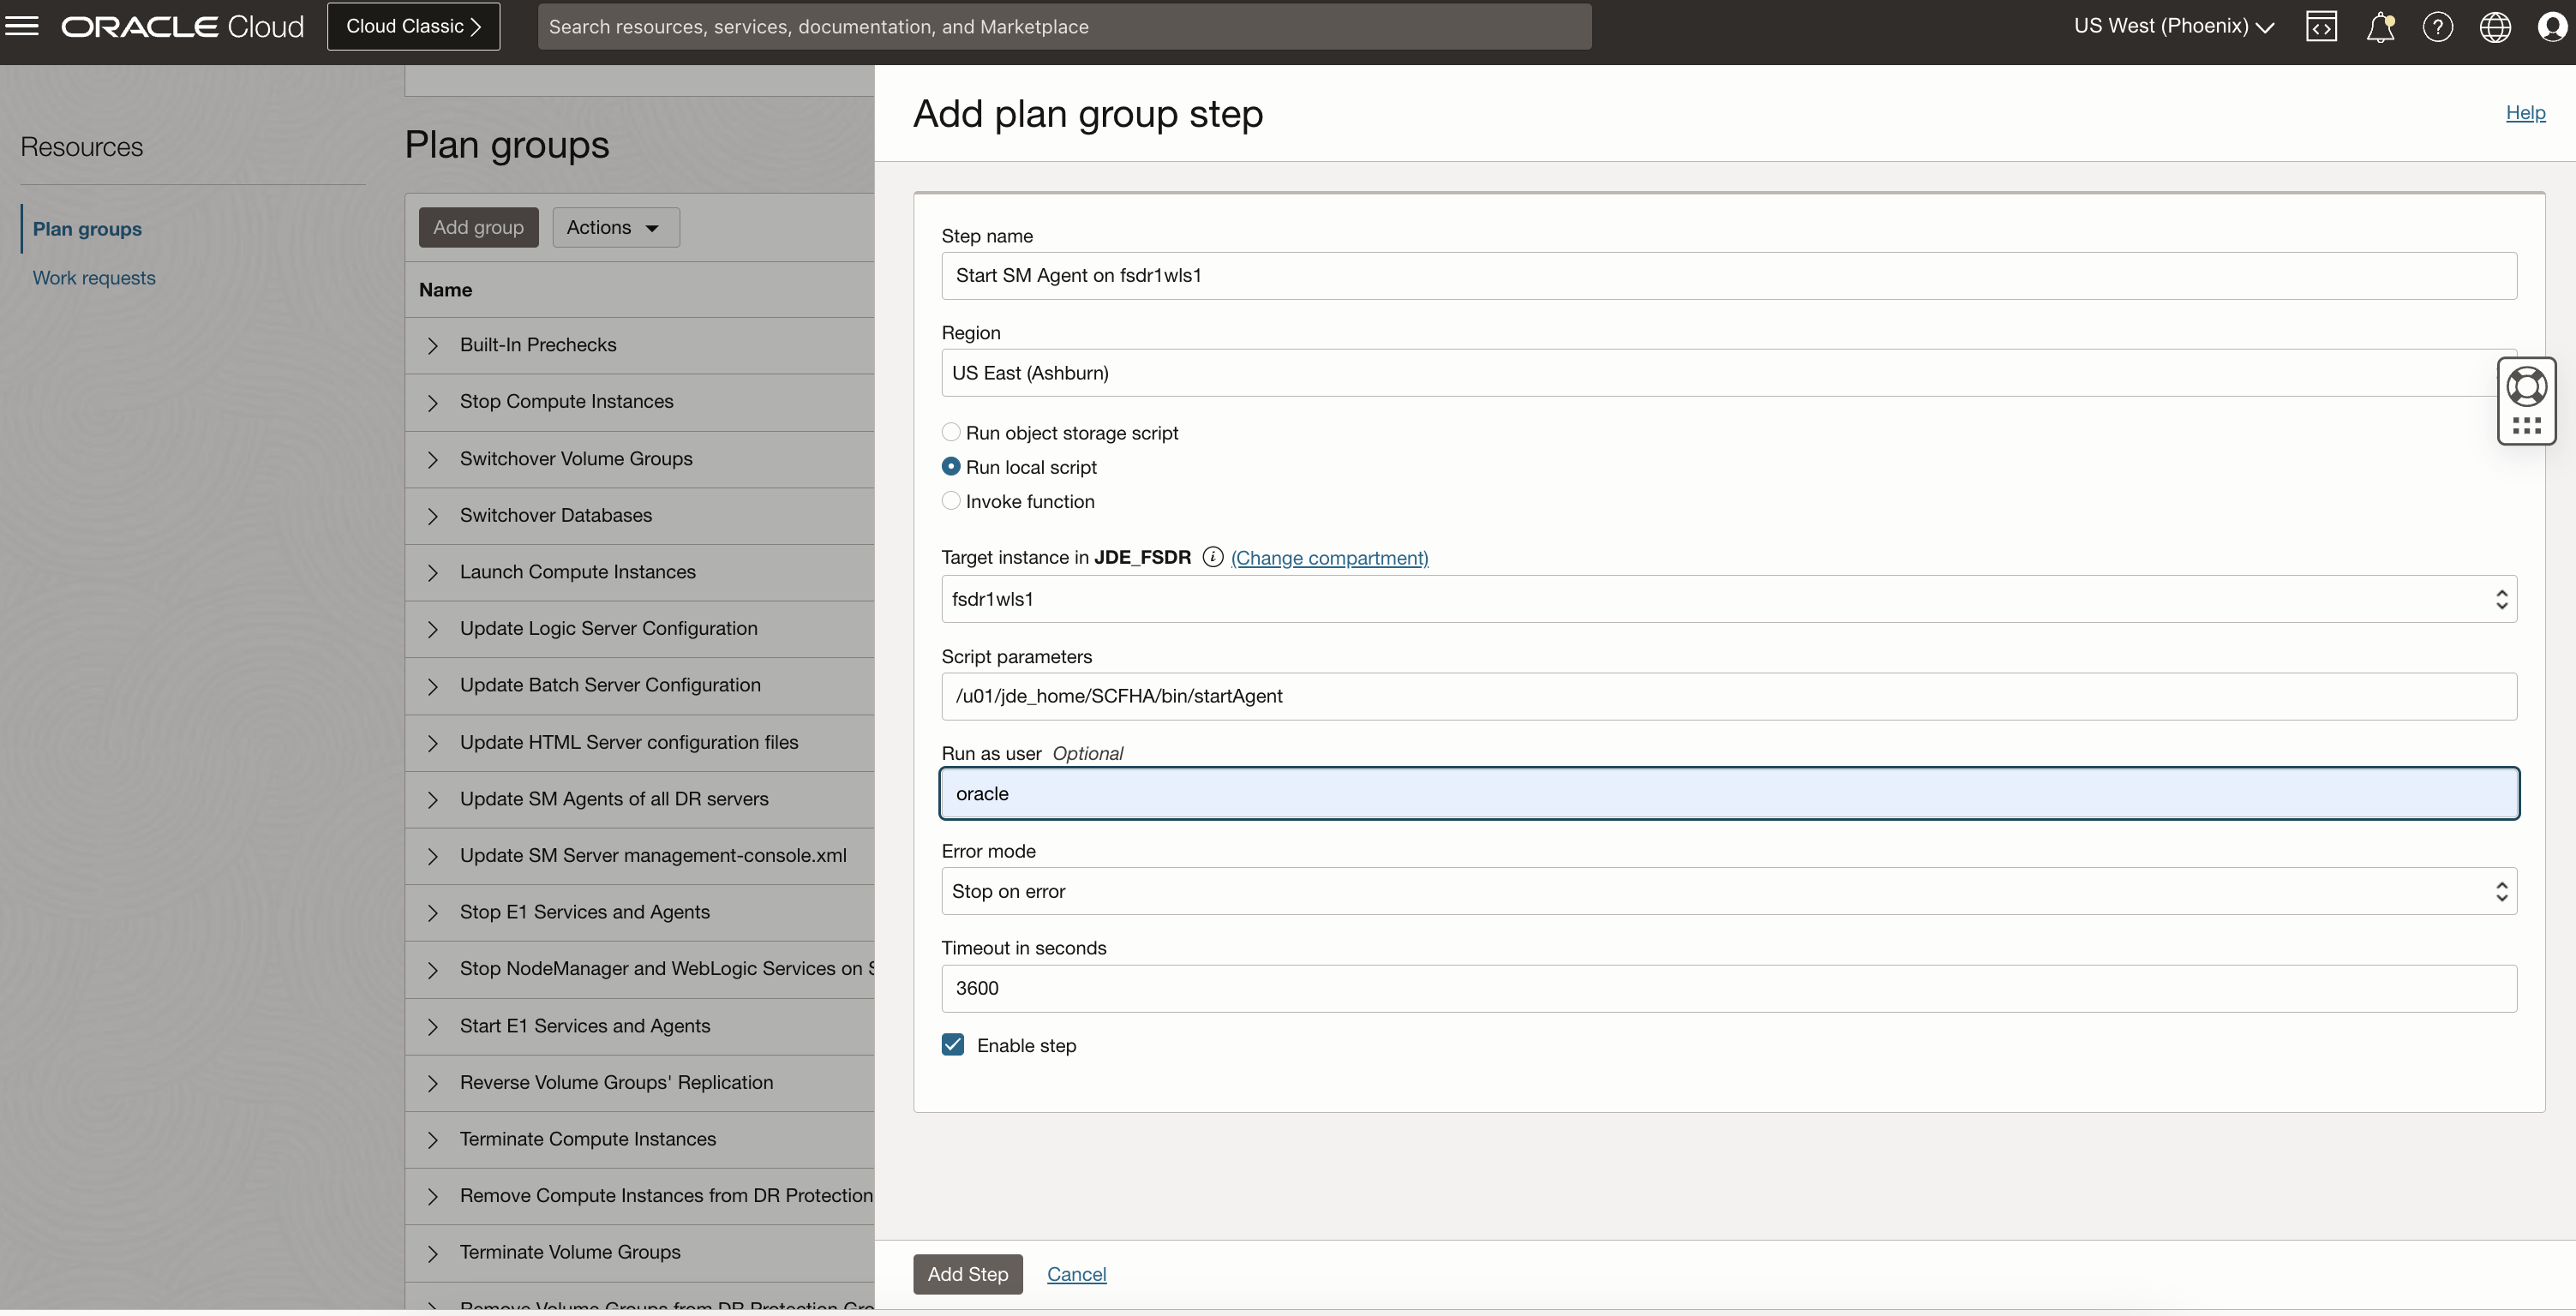 ORACLE Cloud
Cloud Classic
Search resources, services, documentation, and Marketplace
US West (Phoenix)
Resources
Plan groups
Work requests
Plan groups
Add group
Actions
Name
Built-In Prechecks
Stop Compute Instances
Switchover Volume Groups
Switchover Databases
Launch Compute Instances
Update Logic Server Configuration
Update Batch Server Configuration
Update HTML Server configuration files
Update SM Agents of all DR servers
Update SM Server management-console.xml
Stop E1 Services and Agents
Stop NodeManager and WebLogic Services on
Start E1 Services and Agents
Reverse Volume Groups' Replication
Terminate Compute Instances
Remove Compute Instances from DR Protection
Terminate Volume Groups
Remove Volume Groups from DR Protection
Add plan group step
Help
Step name
Start SM Agent on fsdr1wls1
Region
US East (Ashburn)
Run object storage script
Run local script
Invoke function
Target instance in JDE_FSDR (Change compartment)
fsdr1wls1
Script parameters
/u01/jde_home/SCFHA/bin/startAgent
Run as user Optional
oracle
Error mode
Stop on error
Timeout in seconds
3600
Enable step
Add Step
Cancel